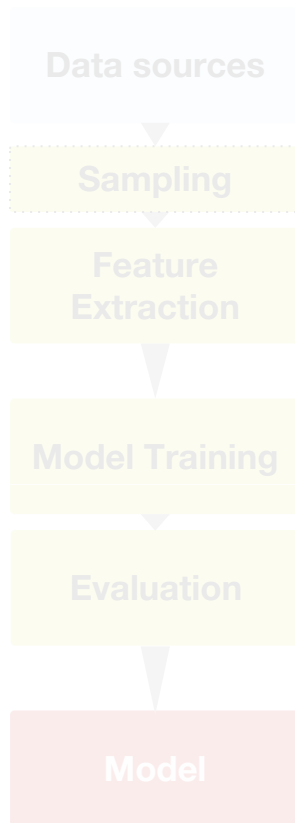 Data sources
Sampling
Feature
Extraction
Model Training
Evaluation
Model